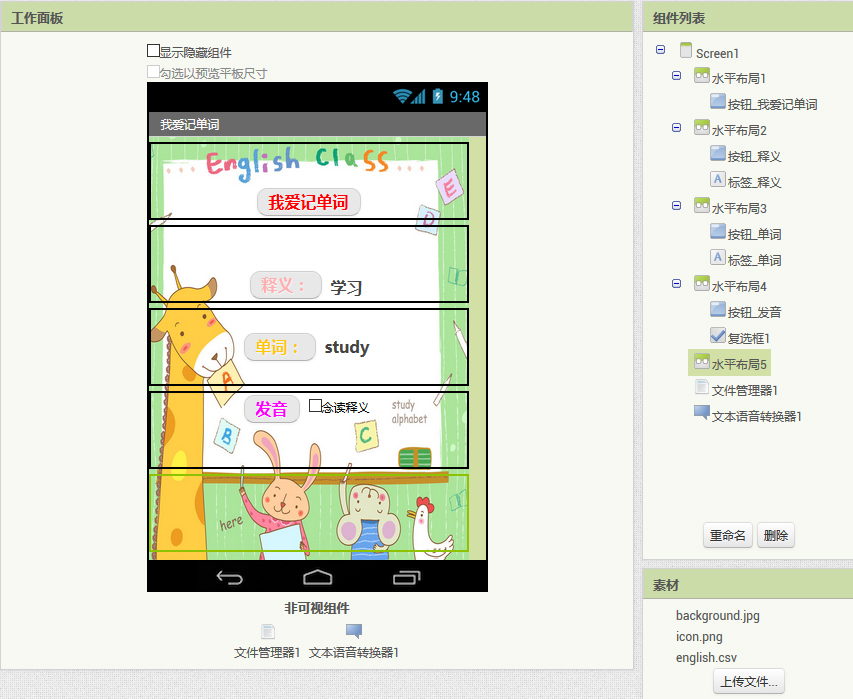 工作面板
显示隐藏组件
勾选以预览平板尺寸
9:48
我爱记单词
English Class
我爱记单词
E
D
释义： 学习
单词： study
A
发音 念读释义
study
alphabet
B
C
here
非可视组件
文件管理器1 文本语音转换器1
组件列表
Screen1
水平布局1
按钮_我爱记单词
水平布局2
按钮_释义
A 标签_释义
水平布局3
按钮_单词
A 标签_单词
水平布局4
按钮_发音
复选框1
水平布局5
文件管理器1
文本语音转换器1
重命名 删除
素材
background.jpg
icon.png
english.csv
上传文件...